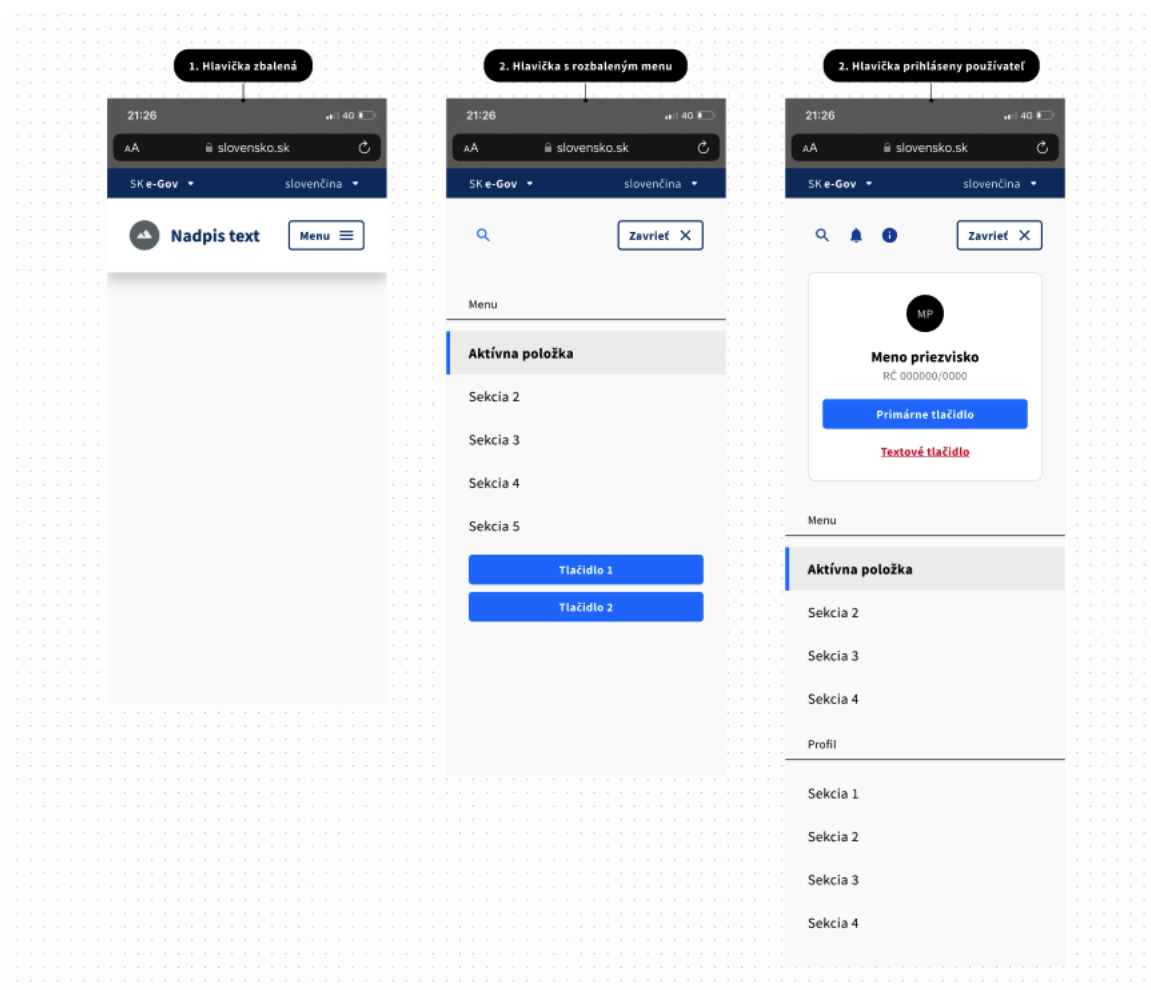 1. Hlavička zbalená
21:26
4G
AA
slovensko.sk
SK e-Gov
slovenčina
Nadpis text
Menu
2. Hlavička s rozbaleným menu
21:26
4G
AA
slovensko.sk
SK e-Gov
slovenčina
Zavrieť
Menu
Aktívna položka
Sekcia 2
Sekcia 3
Sekcia 4
Sekcia 5
Tlačidlo 1
Tlačidlo 2
2. Hlavička prihláseny používateľ
21:26
4G
AA
slovensko.sk
SK e-Gov
slovenčina
Zavrieť
MP
Meno priezvisko
RČ 000000/0000
Primárne tlačidlo
Textové tlačidlo
Menu
Aktívna položka
Sekcia 2
Sekcia 3
Sekcia 4
Profil
Sekcia 1
Sekcia 2
Sekcia 3
Sekcia 4